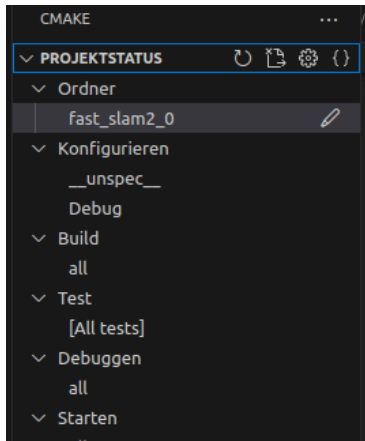 CMAKE
PROJEKTSTATUS
Ordner
fast_slam2_0
Konfigurieren
__unspec__
Debug
Build
all
Test
[All tests]
Debuggen
all
Starten